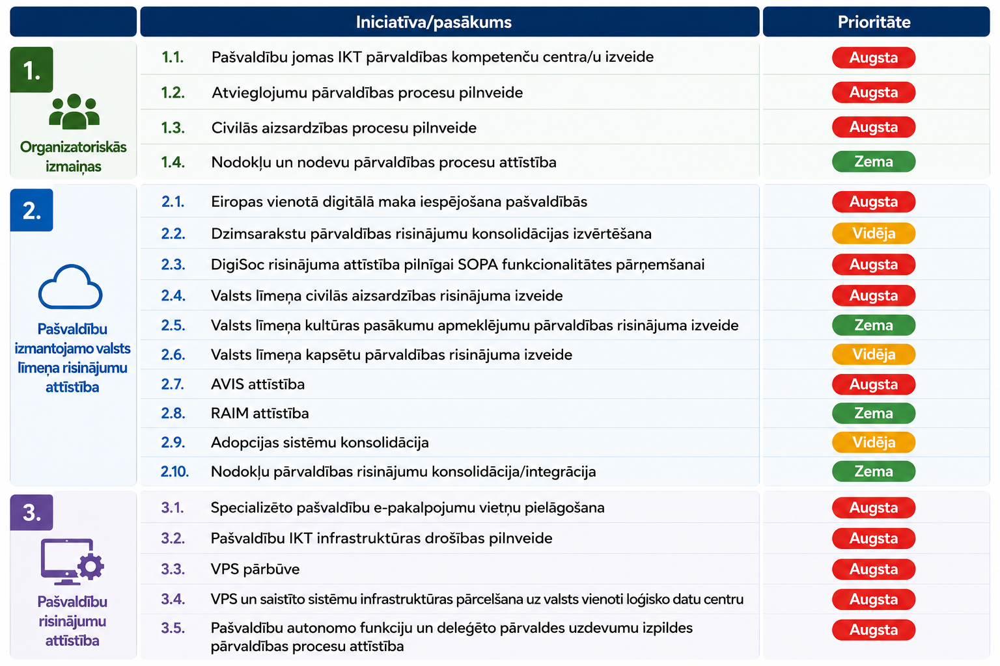 Iniciatīva/pasākums
Prioritāte
1.
Organizatoriskās
izmaiņas
1.1. Pašvaldību jomas IKT pārvaldības kompetenču centra/u izveide Augsta
1.2. Atvieglojumu pārvaldības procesu pilnveide Augsta
1.3. Civilās aizsardzības procesu pilnveide Augsta
1.4. Nodokļu un nodevu pārvaldības procesu attīstība Zema
2.
Pašvaldību
izmantojamo valsts
līmeņa risinājumu
attīstība
2.1. Eiropas vienotā digitālā maka iespējošana pašvaldībās Augsta
2.2. Dzimsarakstu pārvaldības risinājumu konsolidācijas izvērtēšana Vidēja
2.3. DigiSoc risinājuma attīstība pilnīgai SOPA funkcionalitātes pārņemšanai Augsta
2.4. Valsts līmeņa civilās aizsardzības risinājuma izveide Augsta
2.5. Valsts līmeņa kultūras pasākumu apmeklējumu pārvaldības risinājuma izveide Zema
2.6. Valsts līmeņa kapsētu pārvaldības risinājuma izveide Vidēja
2.7. AVIS attīstība Augsta
2.8. RAIM attīstība Zema
2.9. Adopcijas sistēmu konsolidācija Vidēja
2.10. Nodokļu pārvaldības risinājumu konsolidācija/integrācija Zema
3.
Pašvaldību
risinājumu
attīstība
3.1. Specializēto pašvaldību e-pakalpojumu vietņu pielāgošana Augsta
3.2. Pašvaldību IKT infrastruktūras drošības pilnveide Augsta
3.3. VPS pārbūve Augsta
3.4. VPS un saistīto sistēmu infrastruktūras pārcelšana uz valsts vienoti loģisko datu centru Augsta
3.5. Pašvaldību autonomo funkciju un deleģēto pārvaldes uzdevumu izpildes Augsta
pārvaldības procesu attīstība